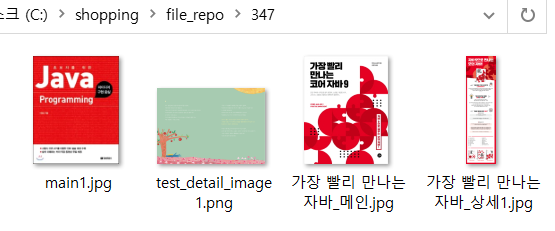 스크 (C:) > shopping > file_repo > 347
Java
Programming
가장 빨리
만나는
코어 자바 9
main1.jpg
test_detail_image
1.png
가장 빨리 만나는
자바_메인.jpg
가장 빨리 만나는
자바_상세1.jpg